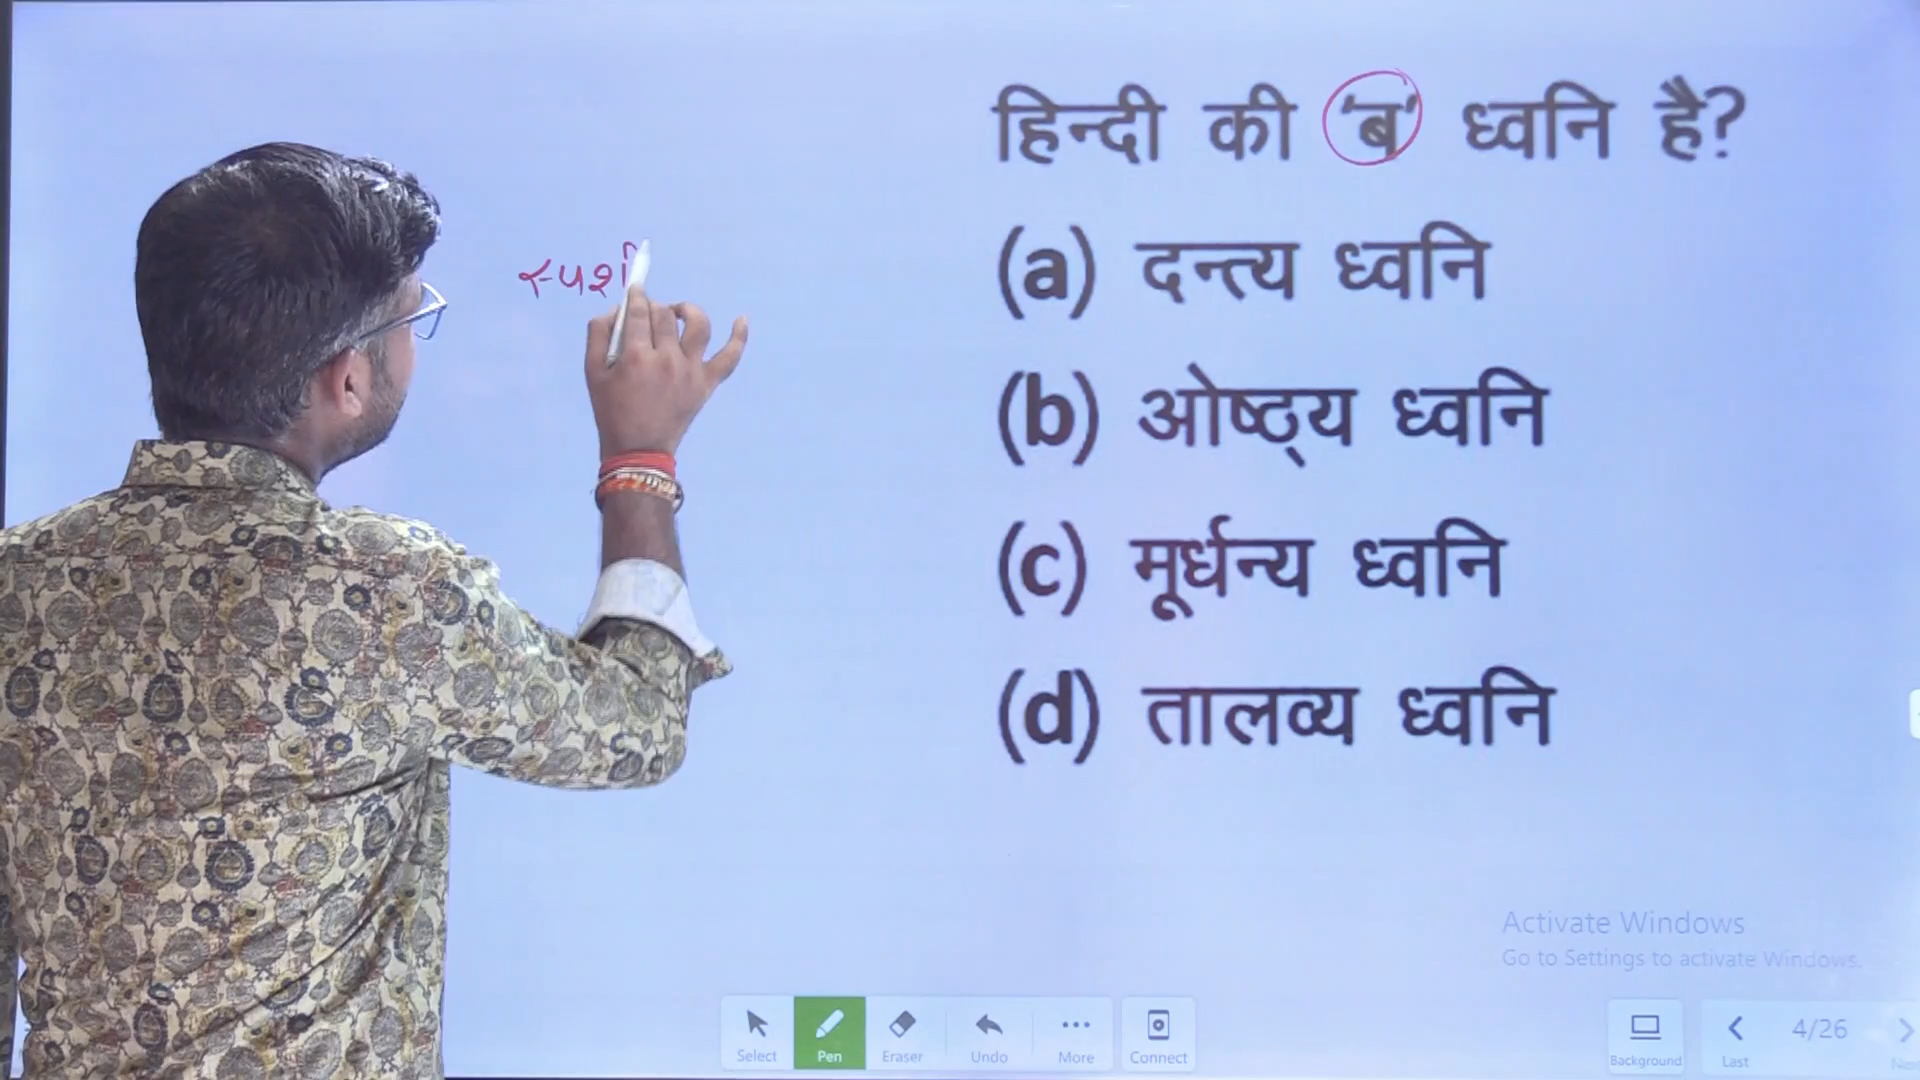 हिन्दी की 'ब' ध्वनि है?
स्पर्श
(a) दन्त्य ध्वनि
(b) ओष्ठ्य ध्वनि
(c) मूर्धन्य ध्वनि
(d) तालव्य ध्वनि
Activate Windows
Go to Settings to activate Windows.
Select
Pen
Eraser
Undo
More
Connect
Background
Last
4/26